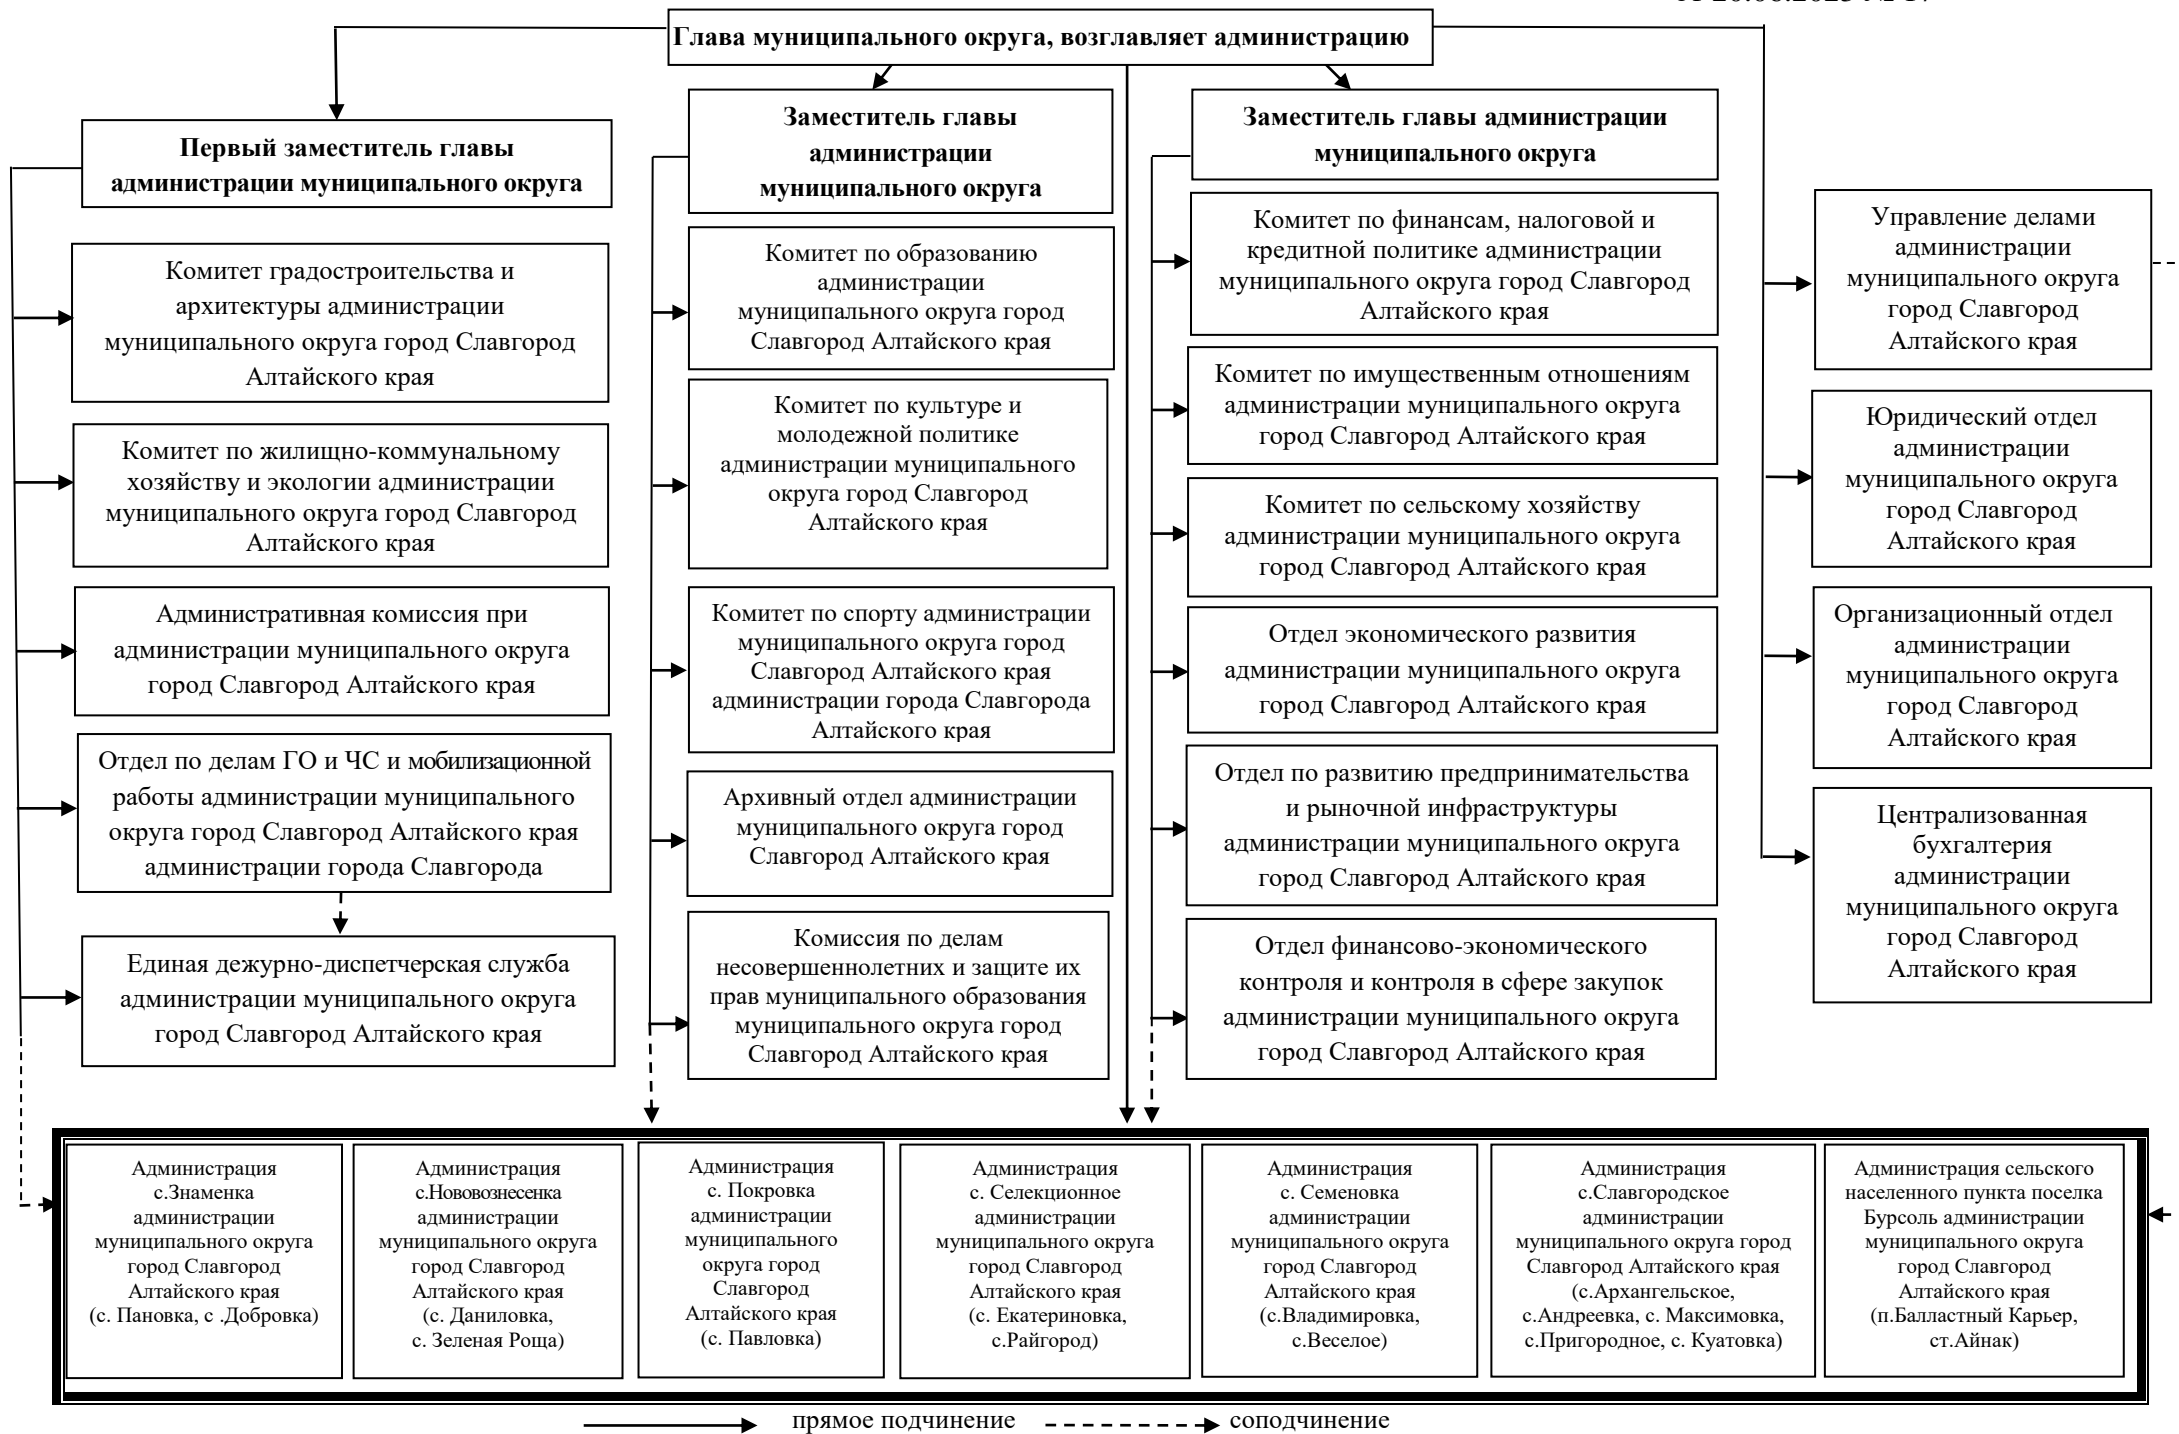 Глава муниципального округа, возглавляет администрацию
Первый заместитель главы
администрации муниципального округа
Комитет градостроительства и
архитектуры администрации
муниципального округа город Славгород
Алтайского края
Комитет по жилищно-коммунальному
хозяйству и экологии администрации
муниципального округа город Славгород
Алтайского края
Административная комиссия при
администрации муниципального округа
город Славгород Алтайского края
Отдел по делам ГО и ЧС и мобилизационной
работы администрации муниципального
округа город Славгород Алтайского края
администрации города Славгорода
Единая дежурно-диспетчерская служба
администрации муниципального округа
город Славгород Алтайского края
Заместитель главы
администрации
муниципального округа
Комитет по образованию
администрации
муниципального округа город
Славгород Алтайского края
Комитет по культуре и
молодежной политике
администрации муниципального
округа город Славгород
Алтайского края
Комитет по спорту администрации
муниципального округа город
Славгород Алтайского края
администрации города Славгорода
Алтайского края
Архивный отдел администрации
муниципального округа город
Славгород Алтайского края
Комиссия по делам
несовершеннолетних и защите их
прав муниципального образования
муниципального округа город
Славгород Алтайского края
Заместитель главы администрации
муниципального округа
Комитет по финансам, налоговой и
кредитной политике администрации
муниципального округа город Славгород
Алтайского края
Комитет по имущественным отношениям
администрации муниципального округа
город Славгород Алтайского края
Комитет по сельскому хозяйству
администрации муниципального округа
город Славгород Алтайского края
Отдел экономического развития
администрации муниципального округа
город Славгород Алтайского края
Отдел по развитию предпринимательства
и рыночной инфраструктуры
администрации муниципального округа
город Славгород Алтайского края
Отдел финансово-экономического
контроля и контроля в сфере закупок
администрации муниципального округа
город Славгород Алтайского края
Управление делами
администрации
муниципального округа
город Славгород
Алтайского края
Юридический отдел
администрации
муниципального округа
город Славгород
Алтайского края
Организационный отдел
администрации
муниципального округа
город Славгород
Алтайского края
Централизованная
бухгалтерия
администрации
муниципального округа
город Славгород
Алтайского края
Администрация
с.Знаменка
администрации
муниципального округа
город Славгород
Алтайского края
(с. Пановка, с .Добровка)
Администрация
с.Нововознесенка
администрации
муниципального округа
город Славгород
Алтайского края
(с. Даниловка,
с. Зеленая Роща)
Администрация
с. Покровка
администрации
муниципального
округа город
Славгород
Алтайского края
(с. Павловка)
Администрация
с. Селекционное
администрации
муниципального округа
город Славгород
Алтайского края
(с. Екатериновка,
с.Райгород)
Администрация
с. Семеновка
администрации
муниципального округа
город Славгород
Алтайского края
(с.Владимировка,
с.Веселое)
Администрация
с.Славгородское
администрации
муниципального округа город
Славгород Алтайского края
(с.Архангельское,
с.Андреевка, с. Максимовка,
с.Пригородное, с. Куатовка)
Администрация сельского
населенного пункта поселка
Бурсоль администрации
муниципального округа
город Славгород
Алтайского края
(п.Балластный Карьер,
ст.Айнак)
прямое подчинение
соподчинение